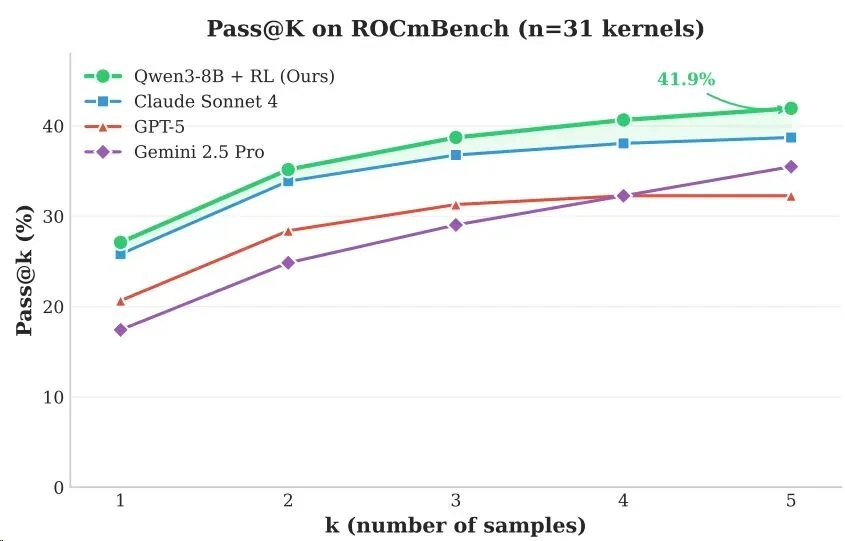 Pass@K on ROCmBench (n=31 kernels)
Qwen3-8B + RL (Ours)
Claude Sonnet 4
GPT-5
Gemini 2.5 Pro
41.9%
Pass@k (%)
40
30
20
10
0
1 2 3 4 5
k (number of samples)